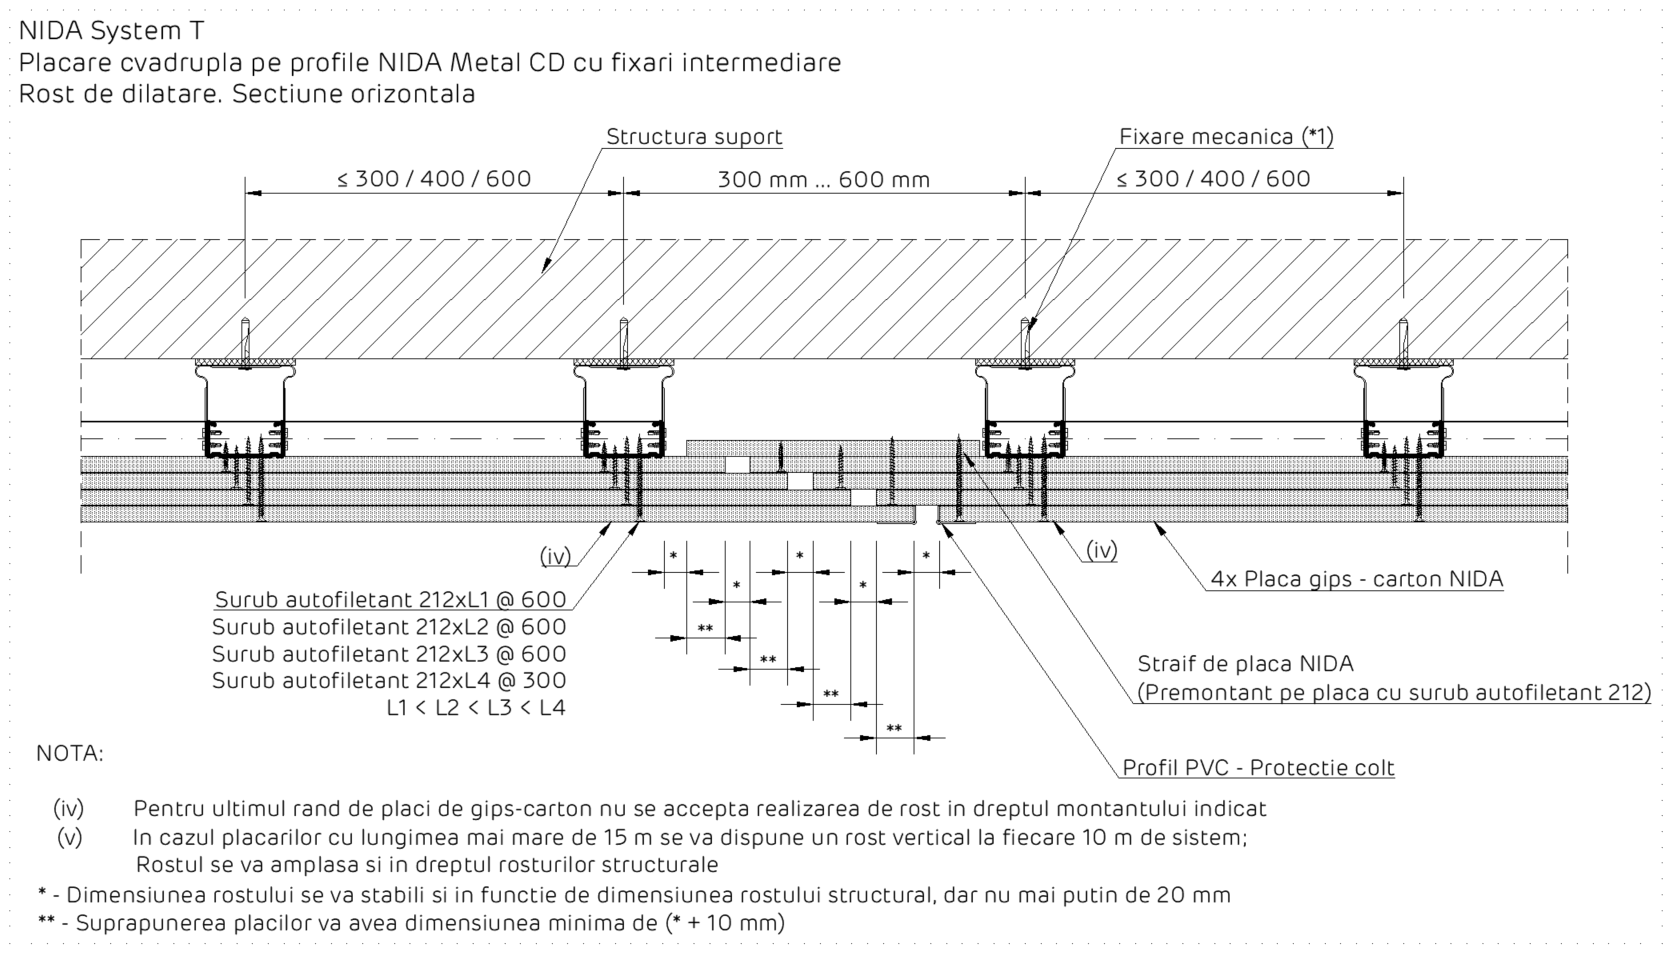 NIDA System T
Placare cvadrupla pe profile NIDA Metal CD cu fixari intermediare
Rost de dilatare. Sectiune orizontala
Structura suport
Fixare mecanica (*1)
≤ 300 / 400 / 600
300 mm ... 600 mm
≤ 300 / 400 / 600
(iv)
*
*
*
(iv)
*
*
4x Placa gips - carton NIDA
Surub autofiletant 212xL1 @ 600
Surub autofiletant 212xL2 @ 600
**
Surub autofiletant 212xL3 @ 600
**
Straif de placa NIDA
Surub autofiletant 212xL4 @ 300
(Premontant pe placa cu surub autofiletant 212)
L1 < L2 < L3 < L4
**
**
NOTA:
Profil PVC - Protectie colt
(iv) Pentru ultimul rand de placi de gips-carton nu se accepta realizarea de rost in dreptul montantului indicat
(v) In cazul placarilor cu lungimea mai mare de 15 m se va dispune un rost vertical la fiecare 10 m de sistem;
Rostul se va amplasa si in dreptul rosturilor structurale
* - Dimensiunea rostului se va stabili si in functie de dimensiunea rostului structural, dar nu mai putin de 20 mm
** - Suprapunerea placilor va avea dimensiunea minima de (* + 10 mm)